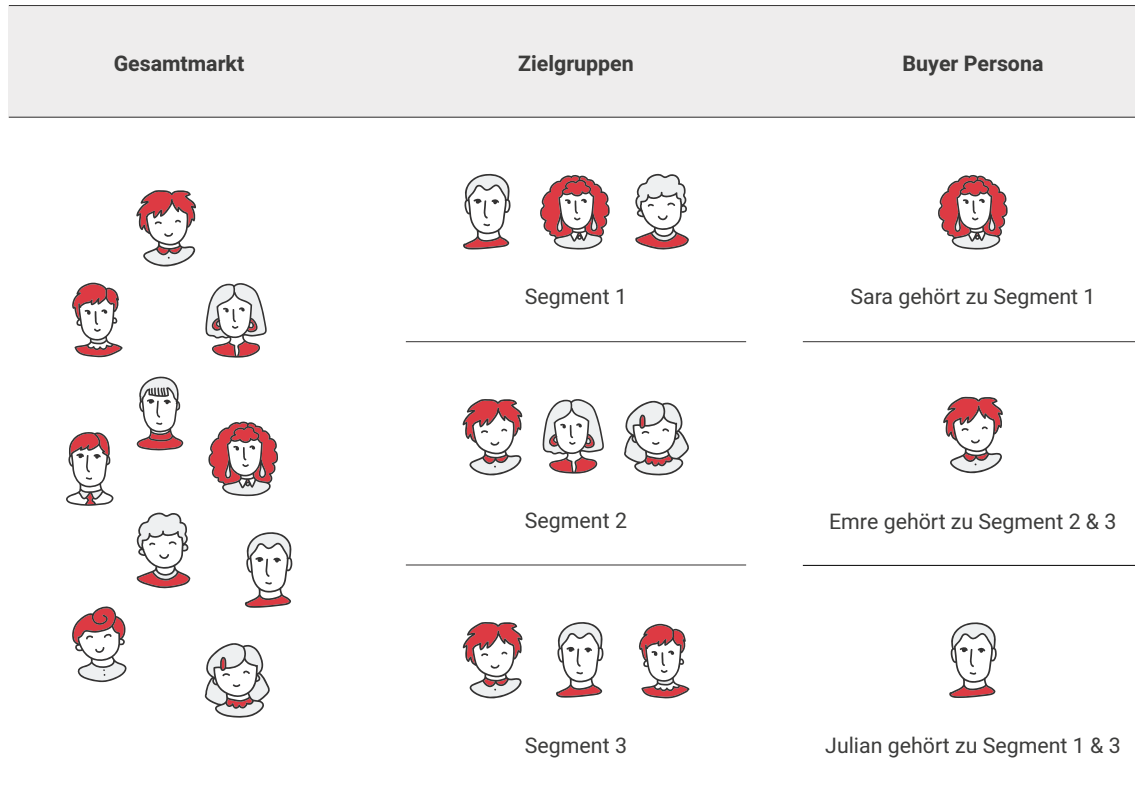 Gesamtmarkt
Zielgruppen
Buyer Persona
Segment 1
Sara gehört zu Segment 1
Segment 2
Emre gehört zu Segment 2 & 3
Segment 3
Julian gehört zu Segment 1 & 3